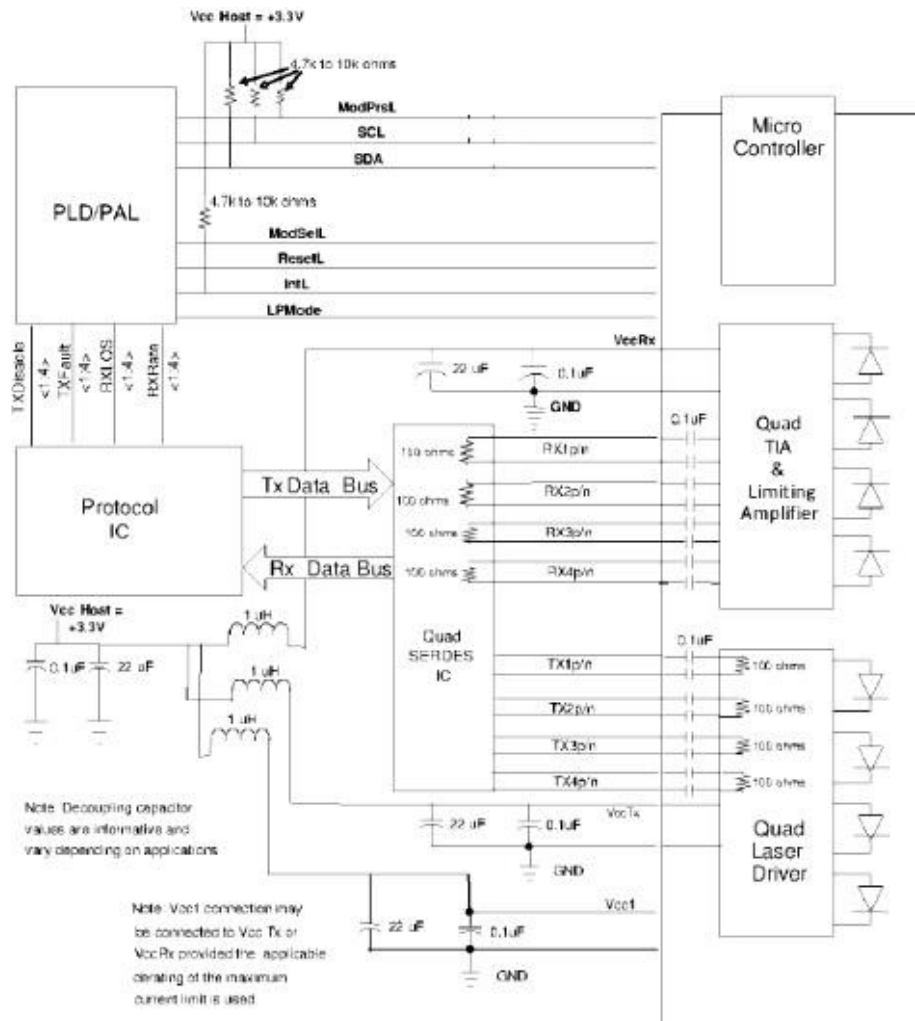 Vcc Host = +3.3V
4.7k to 10k ohms
ModPrsL
SCL
SDA
Micro
Controller
PLD/PAL
4.7k to 10k ohms
ModSelL
ResetL
IntL
LPMode
TXDisable
<1:4>
TXFault
<1:4>
RXLOS
<1:4>
RXRate
<1:4>
VccRx
22 uF
0.1uF
GND
0.1uF
Quad
TIA
&
Limiting
Amplifier
100 ohms
RX1p/n
100 ohms
RX2p/n
100 ohms
RX3p/n
100 ohms
RX4p/n
Protocol
IC
Tx Data Bus
Rx Data Bus
Vcc Host =
+3.3V
0.1uF
22 uF
1 uH
1 uH
1 uH
Quad
SERDES
IC
0.1uF
TX1p/n
100 ohms
TX2p/n
100 ohms
TX3p/n
100 ohms
TX4p/n
100 ohms
VccTx
22 uF
0.1uF
GND
Quad
Laser
Driver
Note: Decoupling capacitor
values are informative and
vary depending on applications
Vcc1
22 uF
0.1uF
GND
Note: Vcc1 connection may
be connected to Vcc Tx or
Vcc Rx provided the applicable
derating of the maximum
current limit is used